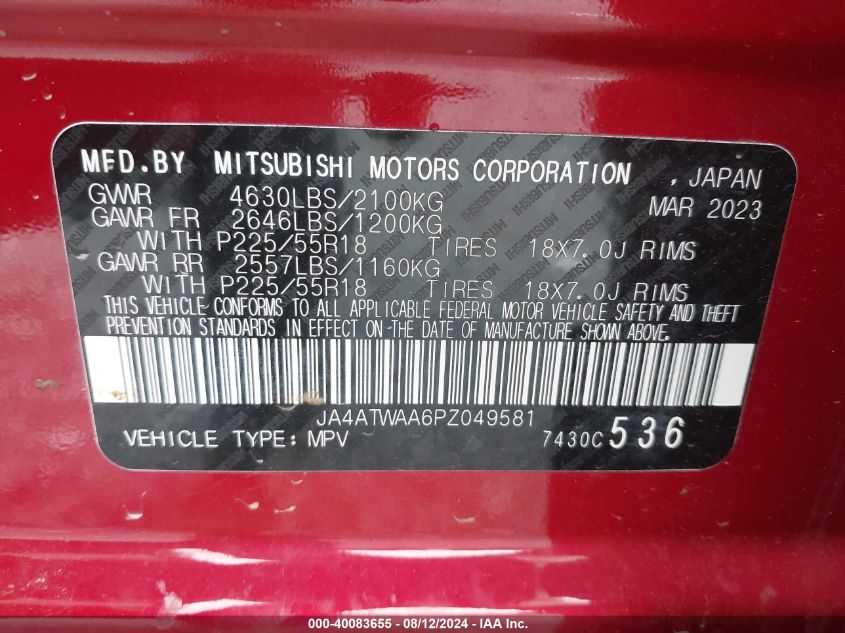 MFD.BY MITSUBISHI MOTORS CORPORATION , JAPAN
GVWR 4630LBS/2100KG MAR 2023
GAWR FR 2646LBS/1200KG
WITH P225/55R18 TIRES 18X7.0J RIMS
GAWR RR 2557LBS/1160KG
WITH P225/55R18 TIRES 18X7.0J RIMS
THIS VEHICLE CONFORMS TO ALL APPLICABLE FEDERAL MOTOR VEHICLE SAFETY AND THEFT
PREVENTION STANDARDS IN EFFECT ON THE DATE OF MANUFACTURE SHOWN ABOVE.
JA4ATWAA6PZ049581
VEHICLE TYPE: MPV 7430C 536
000-40083655 - 08/12/2024 - IAAI.com